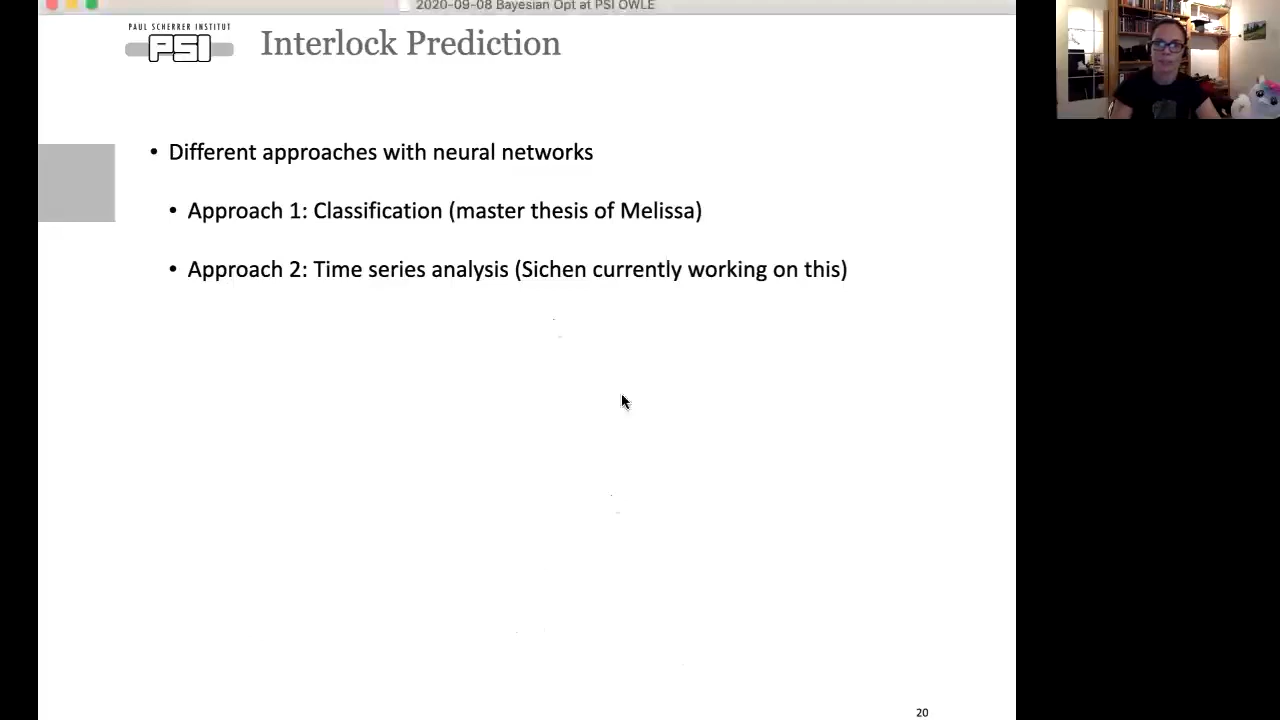 2020-09-08 Bayesian Opt at PSI OWLE
PAUL SCHERRER INSTITUT
PSI
Interlock Prediction
• Different approaches with neural networks
• Approach 1: Classification (master thesis of Melissa)
• Approach 2: Time series analysis (Sichen currently working on this)
20